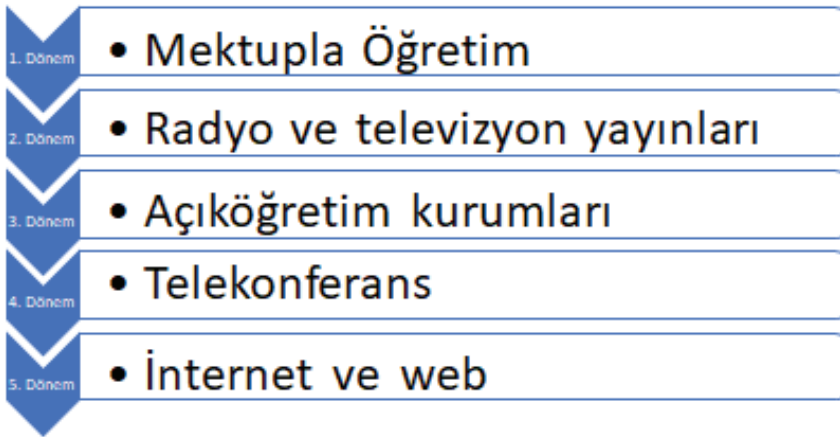 1. Dönem
• Mektupla Öğretim
2. Dönem
• Radyo ve televizyon yayınları
3. Dönem
• Açıköğretim kurumları
4. Dönem
• Telekonferans
5. Dönem
• İnternet ve web